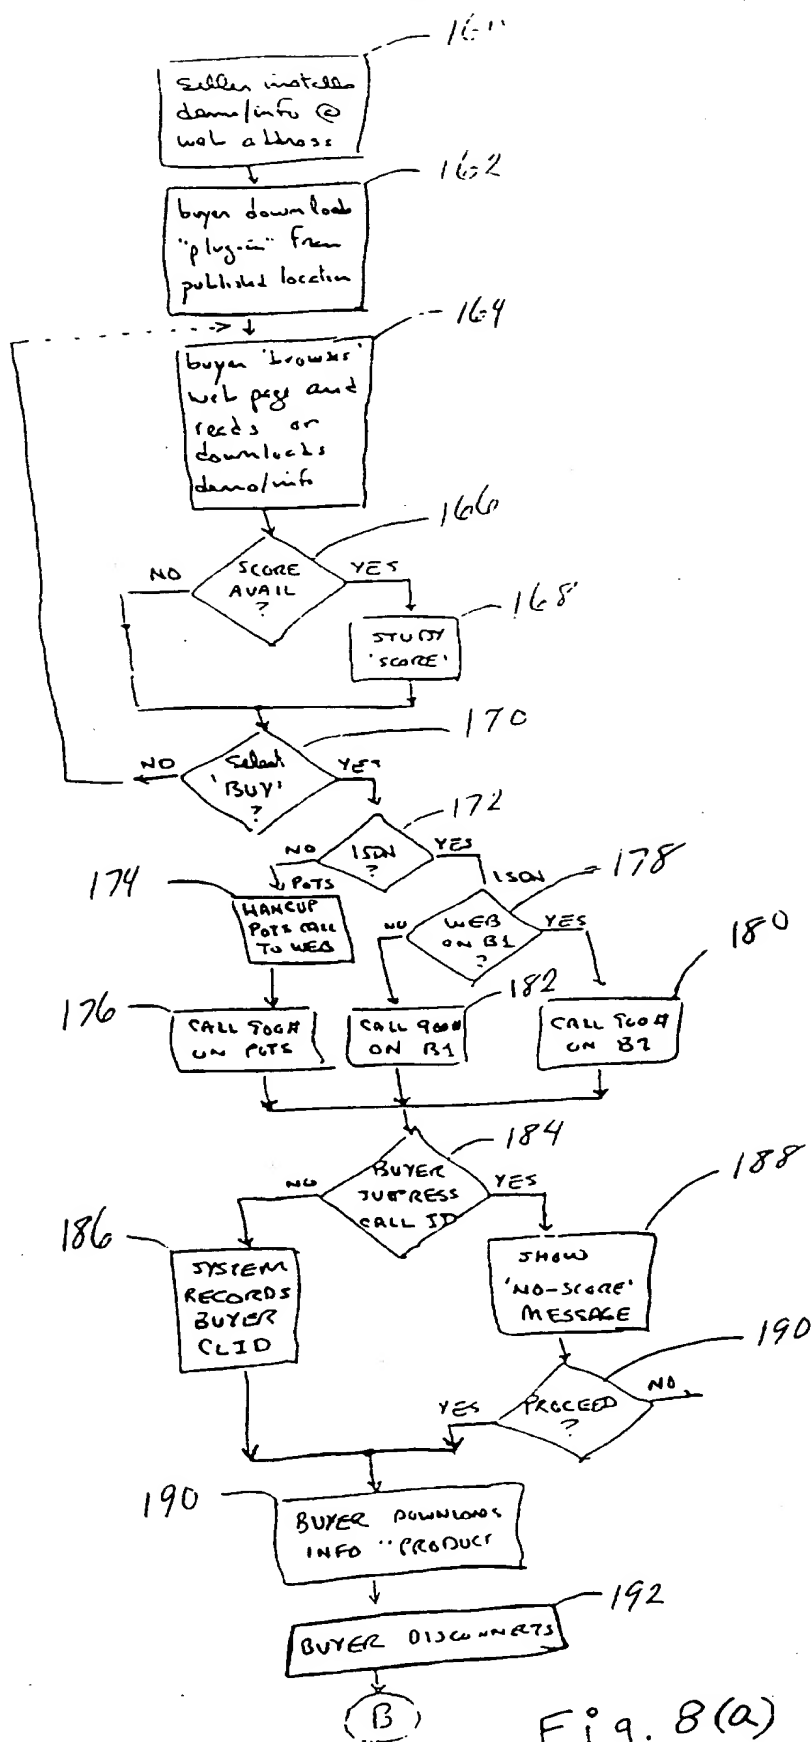 Seller installs
demo/info @
web address
162
buyer downloads
"plug-in" from
published location
164
buyer 'browses'
web page and
reads or
downloads
demo/info
166
NO
SCORE
AVAIL
?
YES
168
STUDY
'SCORE'
170
NO
Select
'BUY'
?
YES
172
NO
ISDN
?
YES
174
POTS
ISDN
178
HANGUP
POTS CALL
TO WEB
NO
WEB
ON B1
?
YES
180
176
182
CALL 900#
ON POTS
CALL 900#
ON B1
CALL 900#
ON B2
184
NO
BUYER
SUPRESS
CALL ID
YES
188
186
SYSTEM
RECORDS
BUYER
CLID
SHOW
'NO-SCORE'
MESSAGE
190
YES
PROCEED
?
NO
190
BUYER DOWNLOADS
INFO "PRODUCT
192
BUYER DISCONNECTS
B
Fig. 8(a)